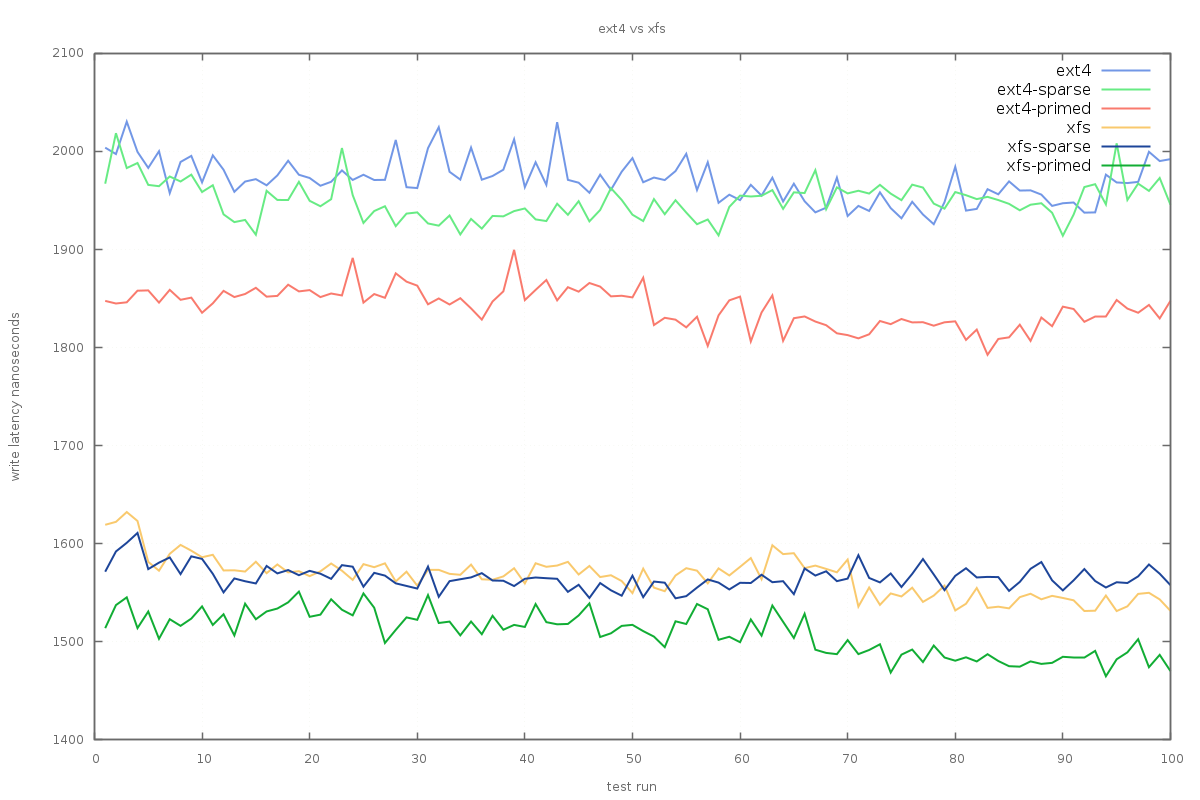 ext4 vs xfs
2100
2000
1900
1800
1700
1600
1500
1400
write latency nanoseconds
ext4
ext4-sparse
ext4-primed
xfs
xfs-sparse
xfs-primed
0 10 20 30 40 50 60 70 80 90 100
test run